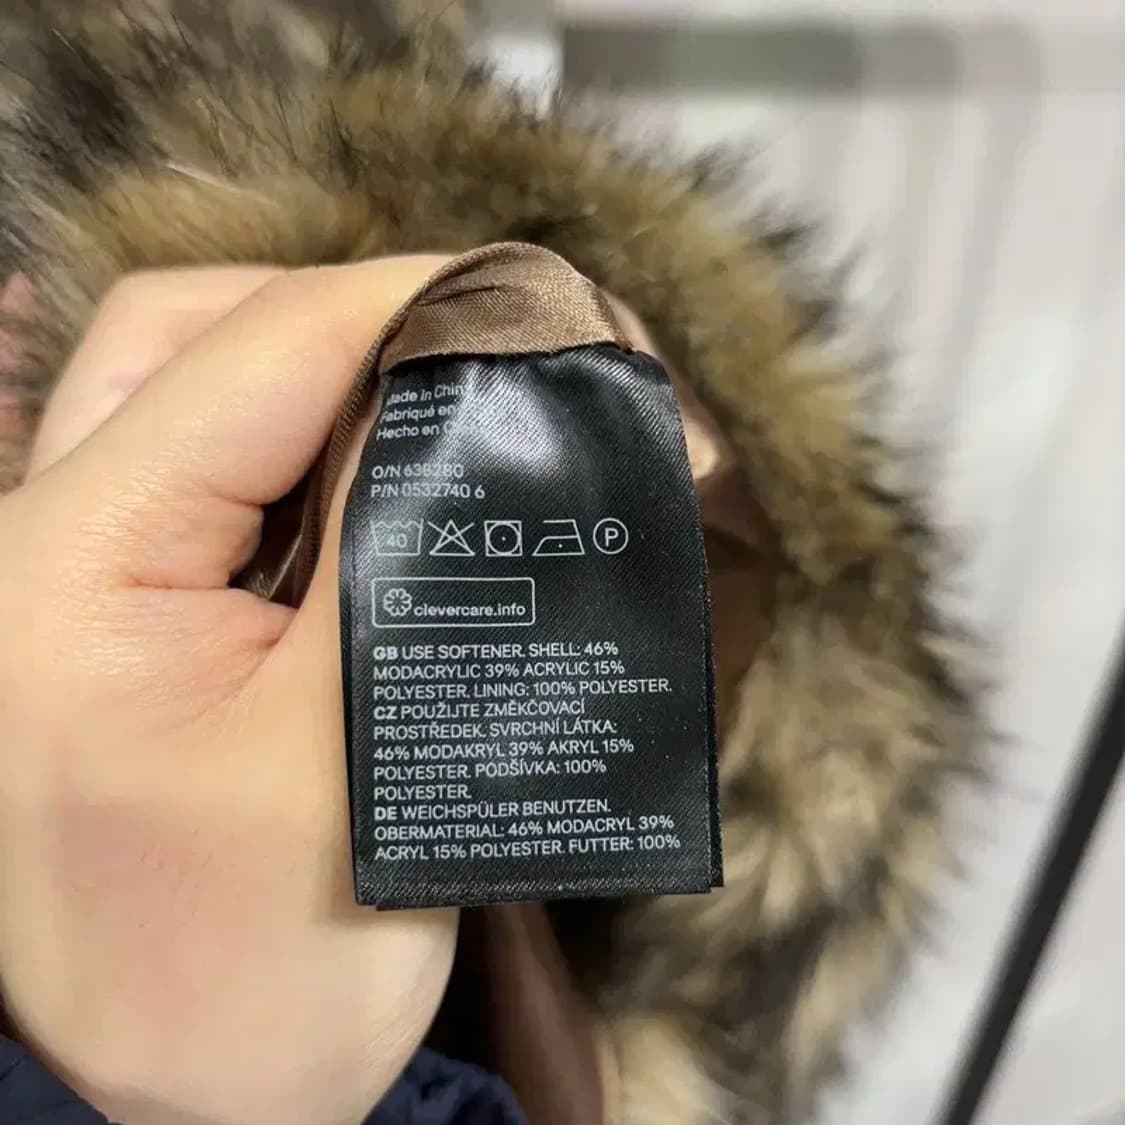 Made in
Fabriqué en
Hecho en
O/N 638280
P/N 0532740 6
40 P
clevercare.info
GB USE SOFTENER. SHELL: 46%
MODACRYLIC 39% ACRYLIC 15%
POLYESTER. LINING: 100% POLYESTER.
CZ POUŽIJTE ZMĚKČOVACÍ
PROSTŘEDEK. SVRCHNÍ LÁTKA:
46% MODAKRYL 39% AKRYL 15%
POLYESTER. PODŠÍVKA: 100%
POLYESTER.
DE WEICHSPÜLER BENUTZEN.
OBERMATERIAL: 46% MODACRYL 39%
ACRYL 15% POLYESTER. FUTTER: 100%